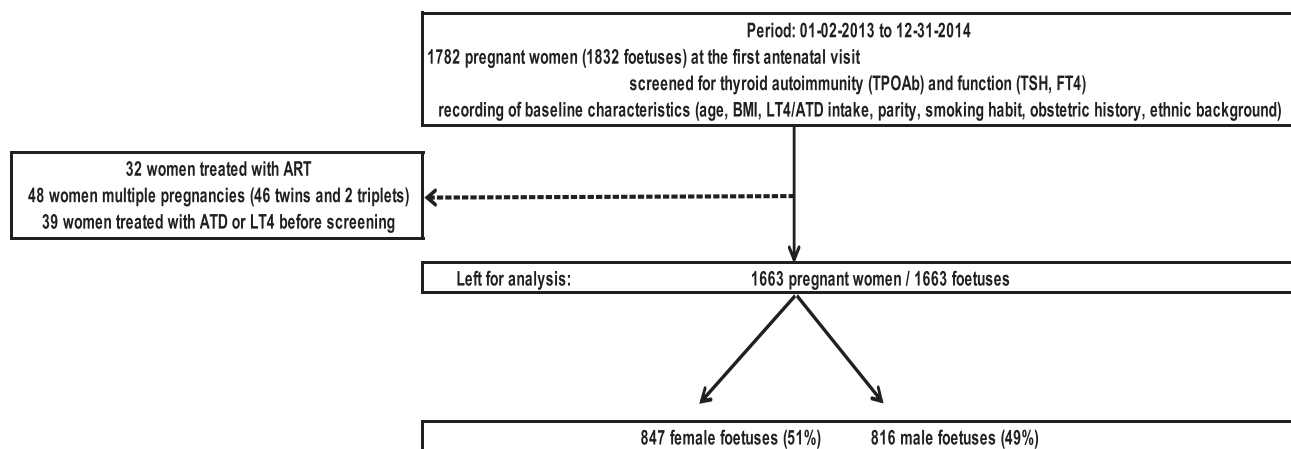 Period: 01-02-2013 to 12-31-2014
1782 pregnant women (1832 foetuses) at the first antenatal visit
screened for thyroid autoimmunity (TPOAb) and function (TSH, FT4)
recording of baseline characteristics (age, BMI, LT4/ATD intake, parity, smoking habit, obstetric history, ethnic background)
32 women treated with ART
48 women multiple pregnancies (46 twins and 2 triplets)
39 women treated with ATD or LT4 before screening
Left for analysis: 1663 pregnant women / 1663 foetuses
847 female foetuses (51%) 816 male foetuses (49%)